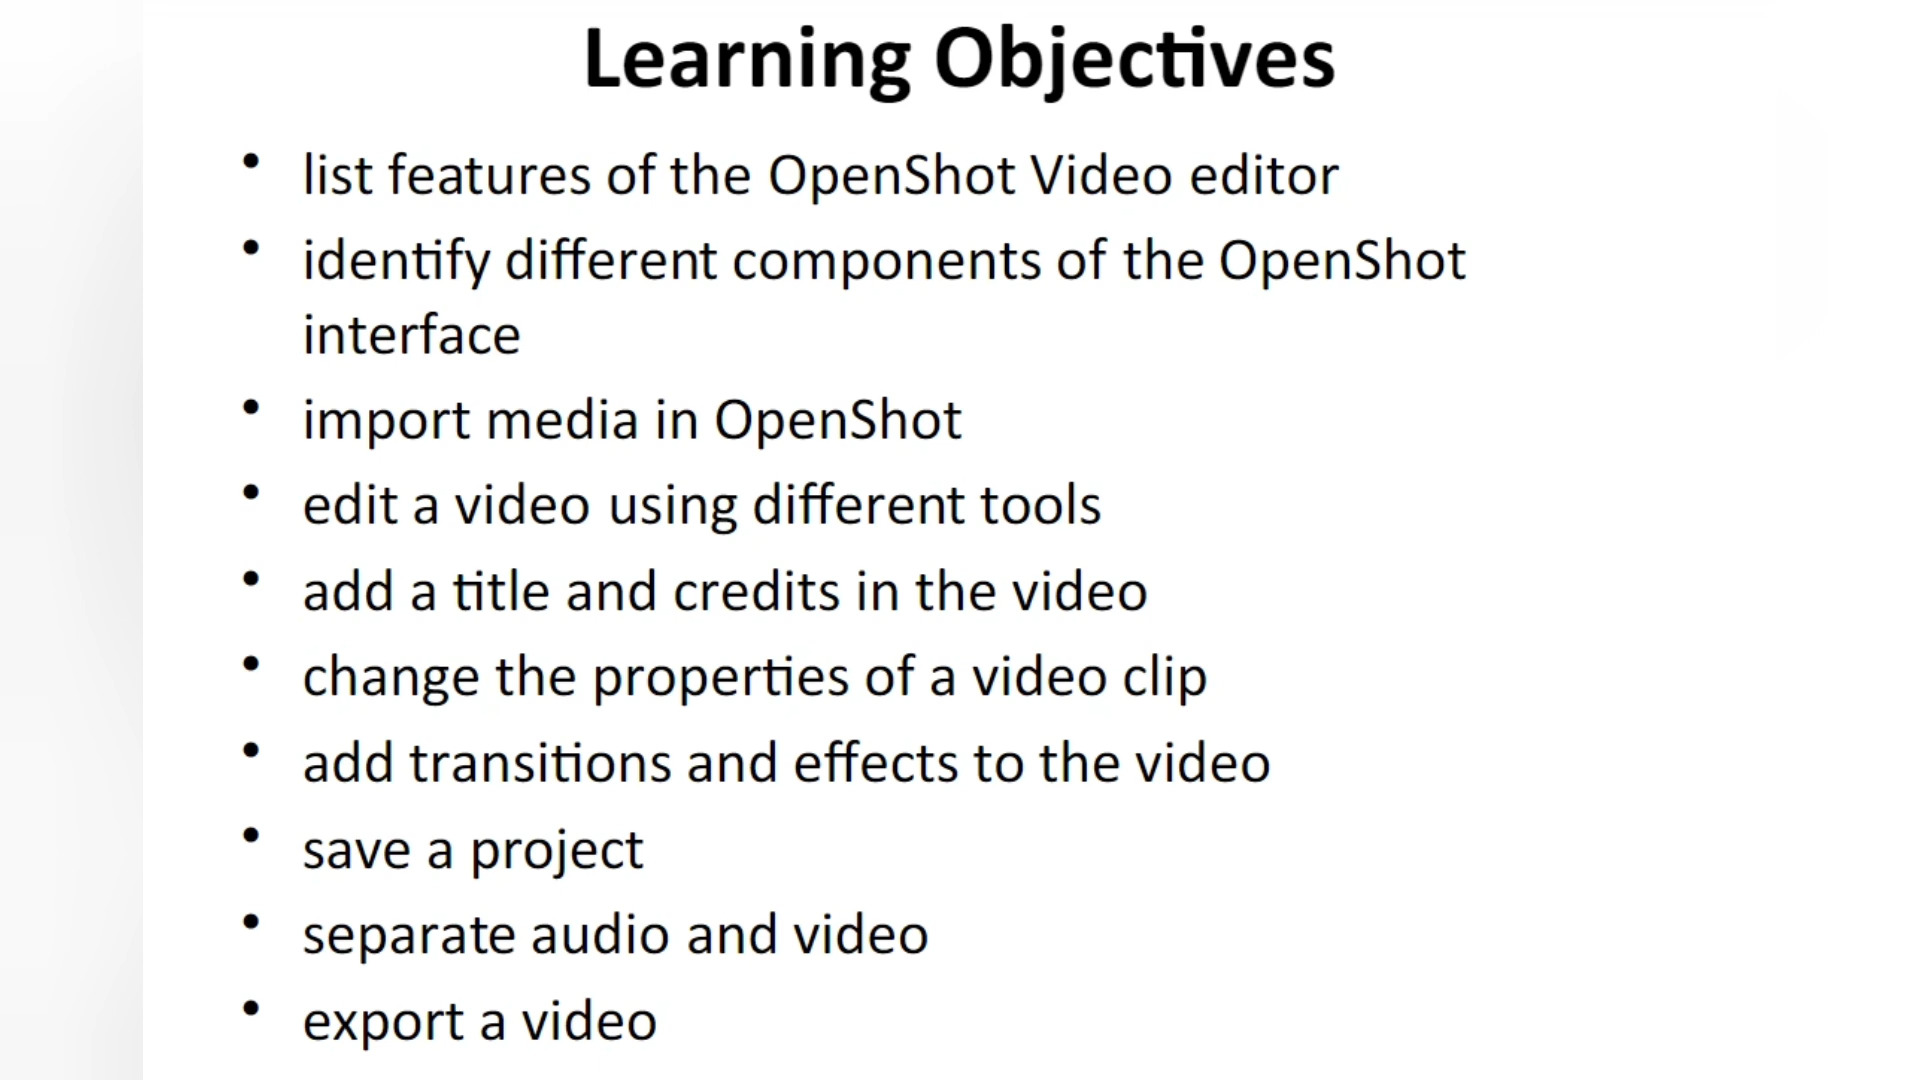 Learning Objectives
• list features of the OpenShot Video editor
• identify different components of the OpenShot
interface
• import media in OpenShot
• edit a video using different tools
• add a title and credits in the video
• change the properties of a video clip
• add transitions and effects to the video
• save a project
• separate audio and video
• export a video